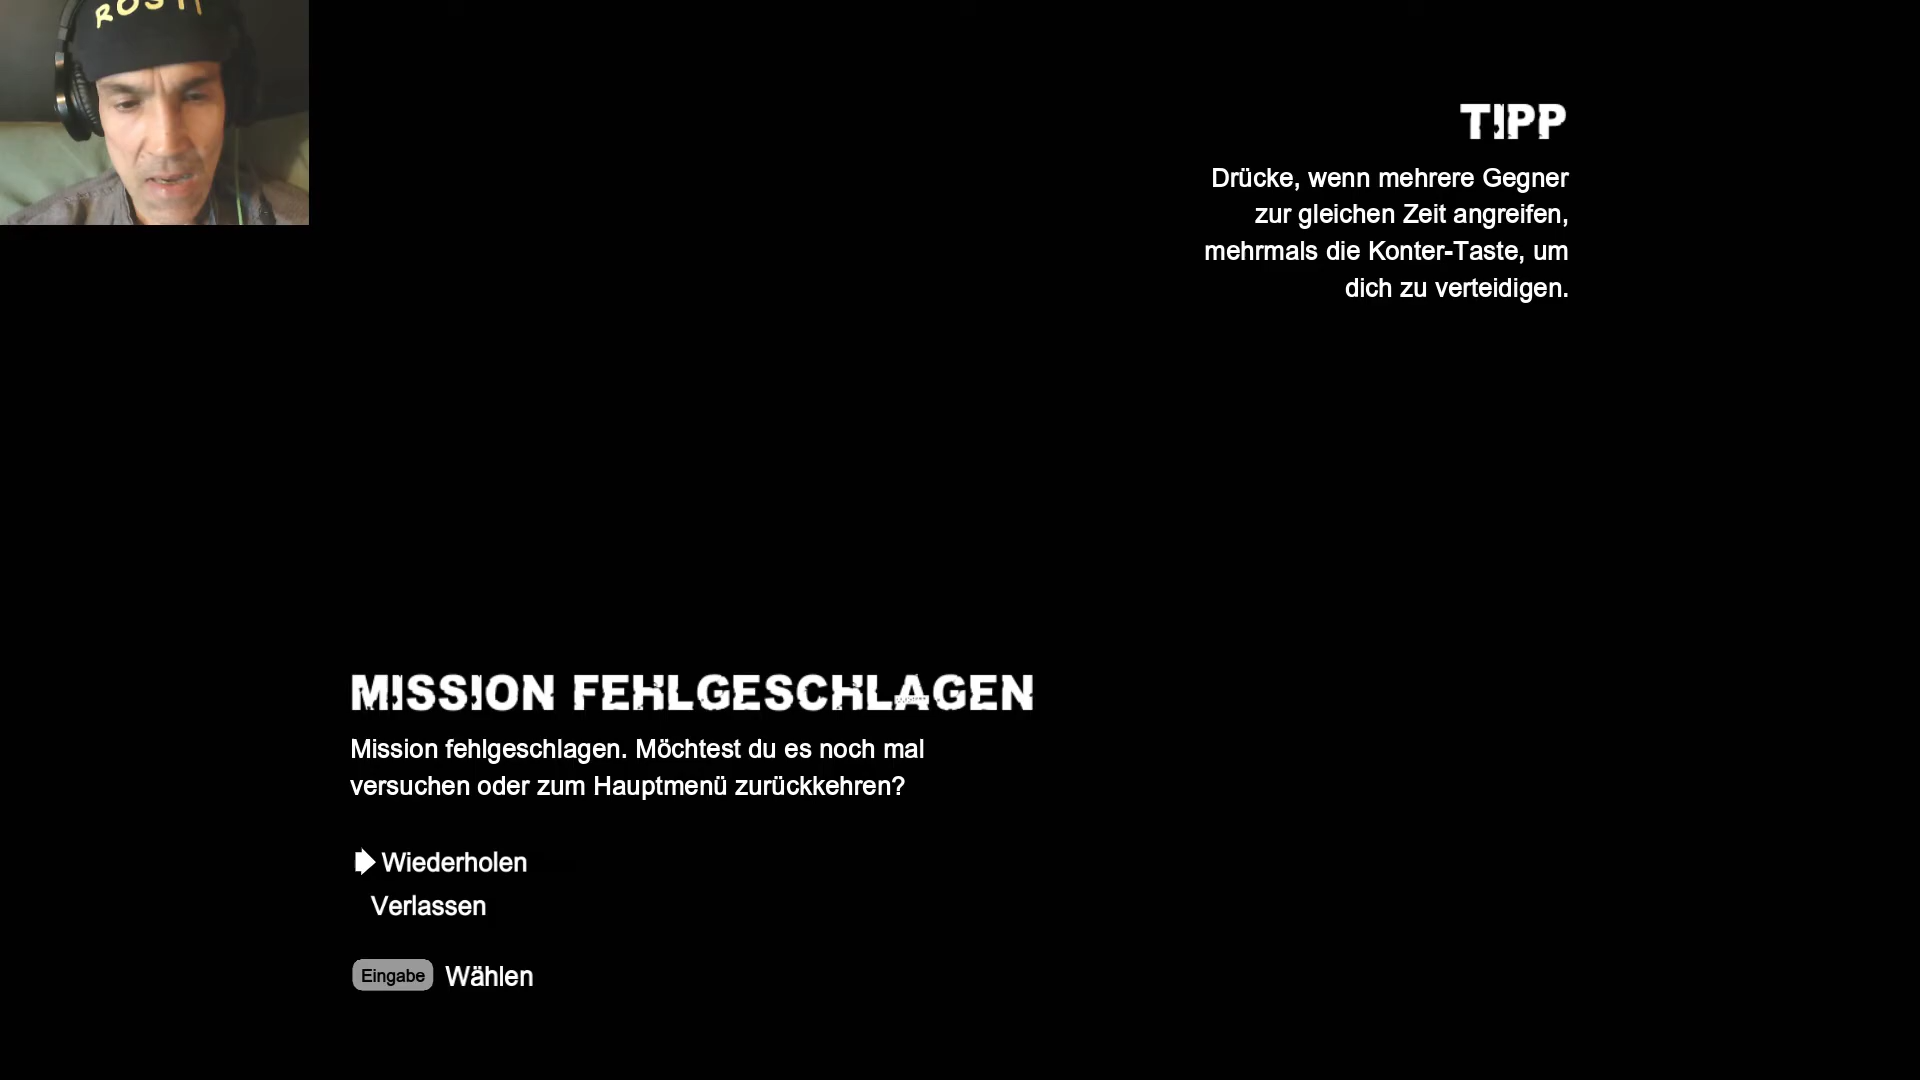 ROSTI
TIPP
Drücke, wenn mehrere Gegner
zur gleichen Zeit angreifen,
mehrmals die Konter-Taste, um
dich zu verteidigen.
MISSION FEHLGESCHLAGEN
Mission fehlgeschlagen. Möchtest du es noch mal
versuchen oder zum Hauptmenü zurückkehren?
Wiederholen
Verlassen
Eingabe Wählen